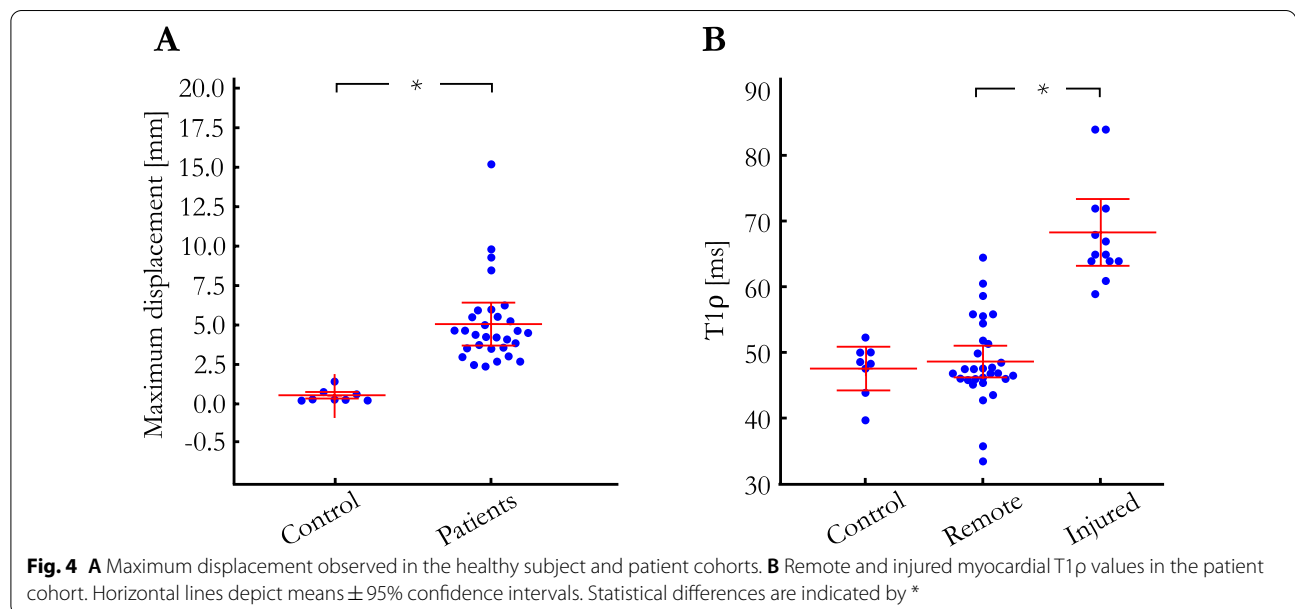 A
B
*
*
20.0
17.5
15.0
12.5
10.0
7.5
5.0
2.5
0.0
-0.5
Maximum displacement [mm]
Control
Patients
90
80
70
60
50
40
30
T1ρ [ms]
Control
Remote
Injured
Fig. 4 A Maximum displacement observed in the healthy subject and patient cohorts. B Remote and injured myocardial T1ρ values in the patient
cohort. Horizontal lines depict means ± 95% confidence intervals. Statistical differences are indicated by *